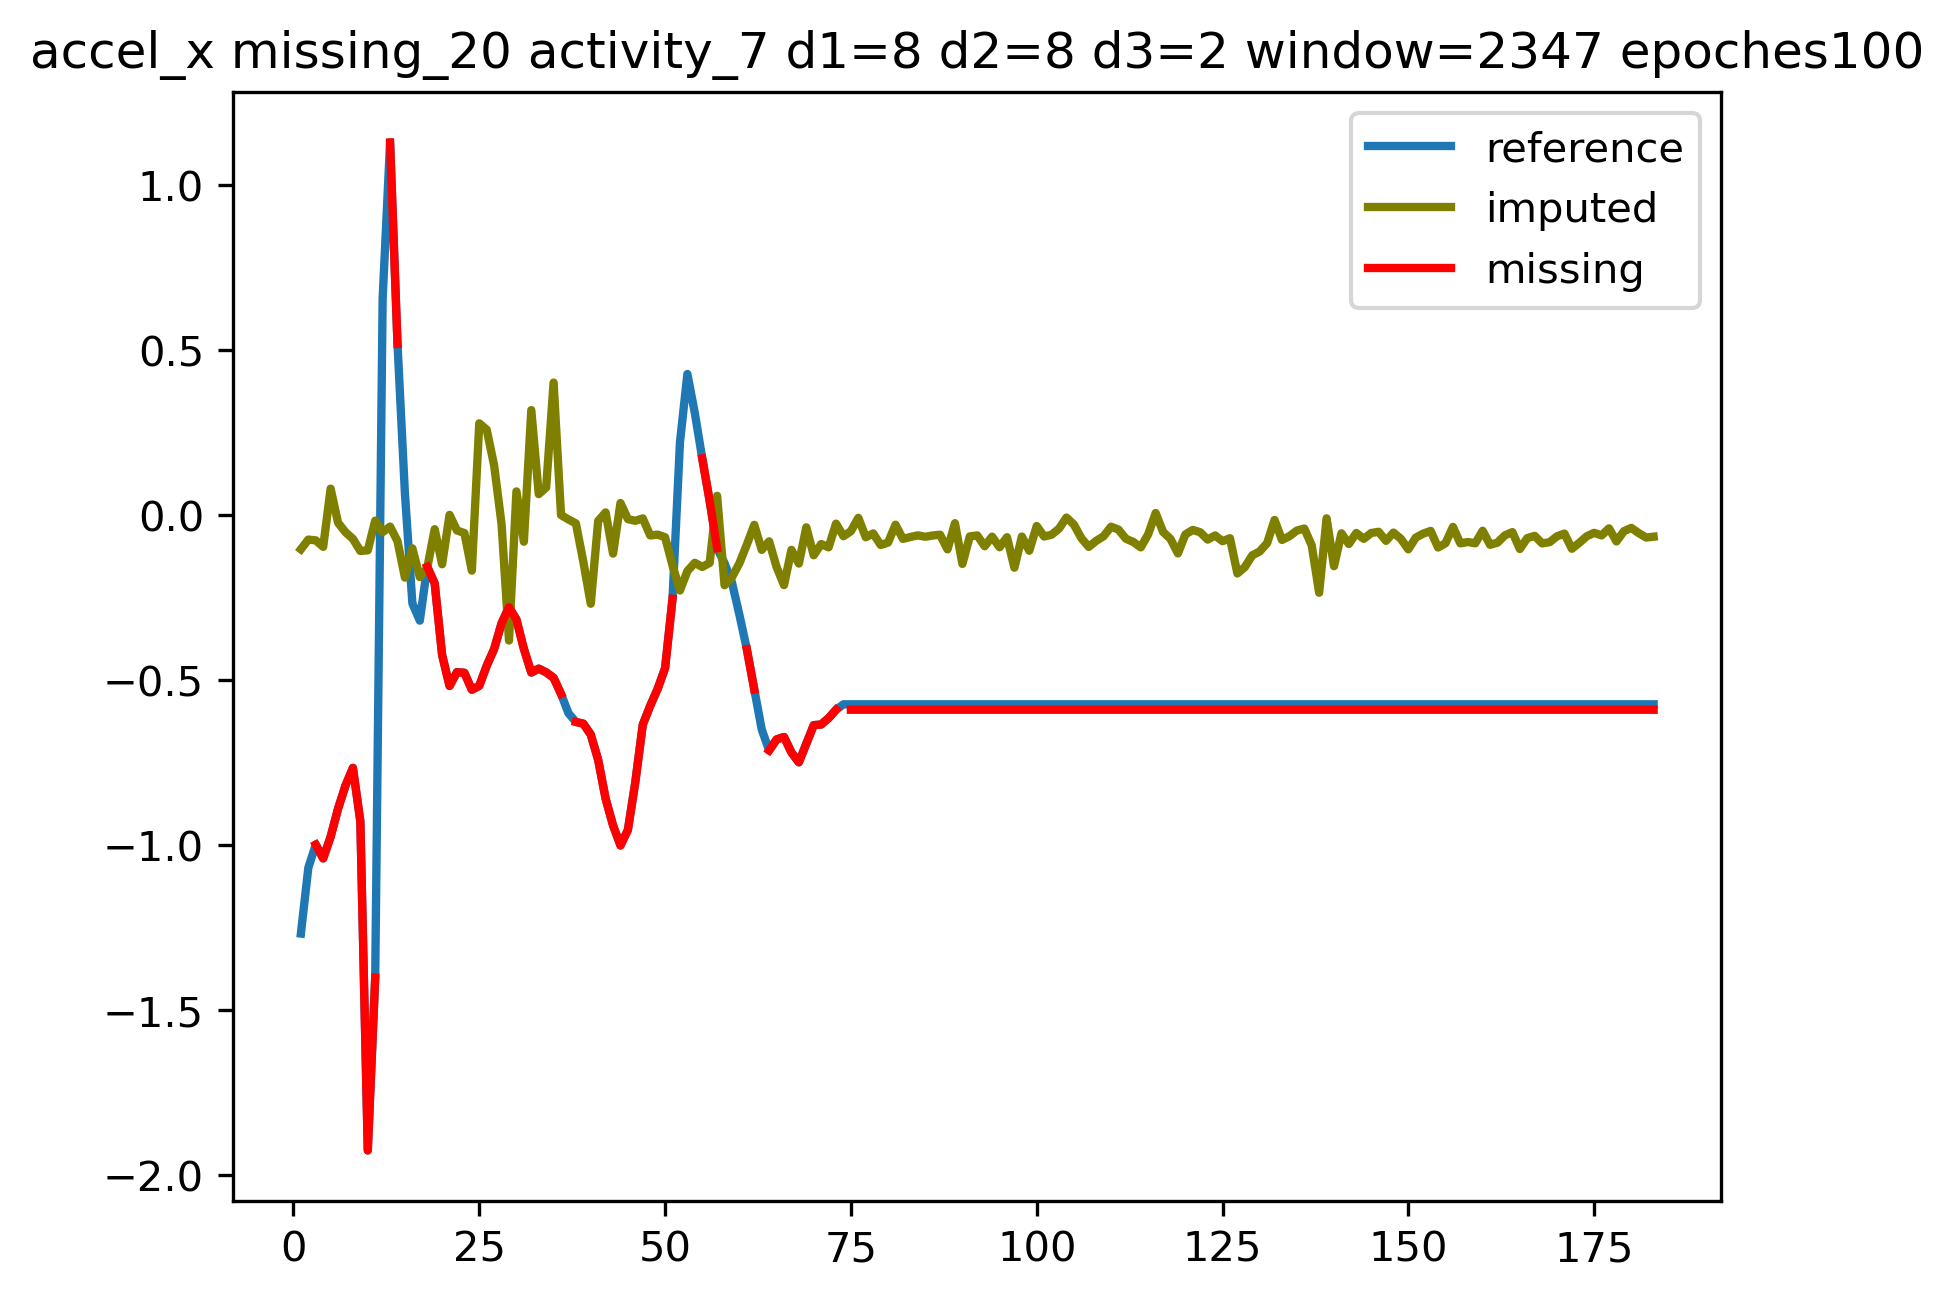 accel_x missing_20 activity_7 d1=8 d2=8 d3=2 window=2347 epoches100
reference
imputed
missing
1.0
0.5
0.0
−0.5
−1.0
−1.5
−2.0
0 25 50 75 100 125 150 175